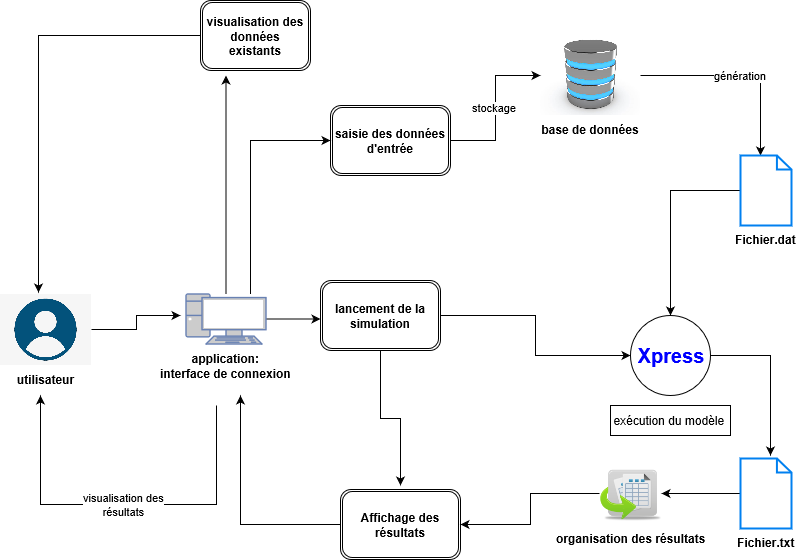 visualisation des
données
existants
saisie des données
d'entrée
stockage
base de données
génération
Fichier.dat
utilisateur
application:
interface de connexion
lancement de la
simulation
Xpress
exécution du modèle
visualisation des
résultats
Affichage des
résultats
organisation des résultats
Fichier.txt